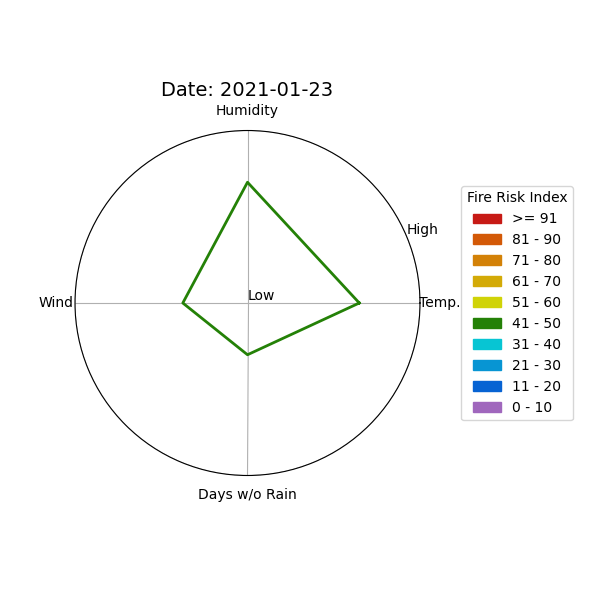 Date: 2021-01-23
Humidity
High
Low
Wind
Temp.
Days w/o Rain
Fire Risk Index
>= 91
81 - 90
71 - 80
61 - 70
51 - 60
41 - 50
31 - 40
21 - 30
11 - 20
0 - 10